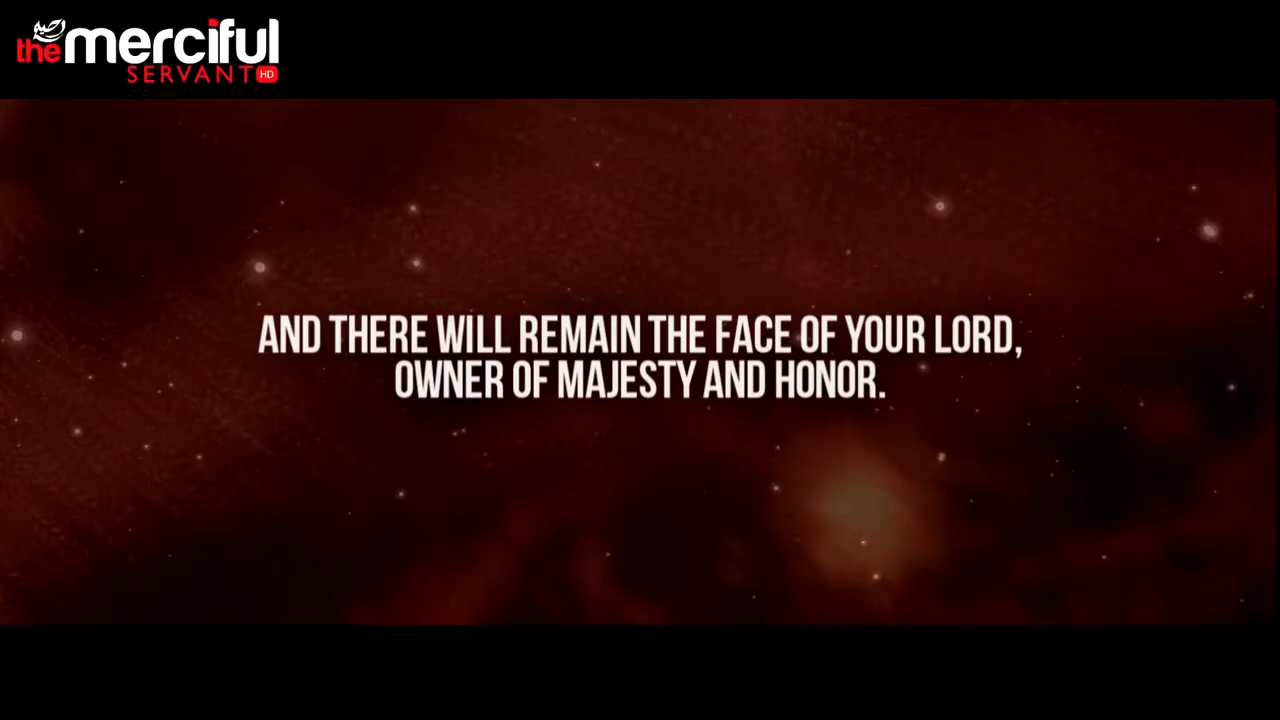 the merciful
SERVANT HD
AND THERE WILL REMAIN THE FACE OF YOUR LORD,
OWNER OF MAJESTY AND HONOR.